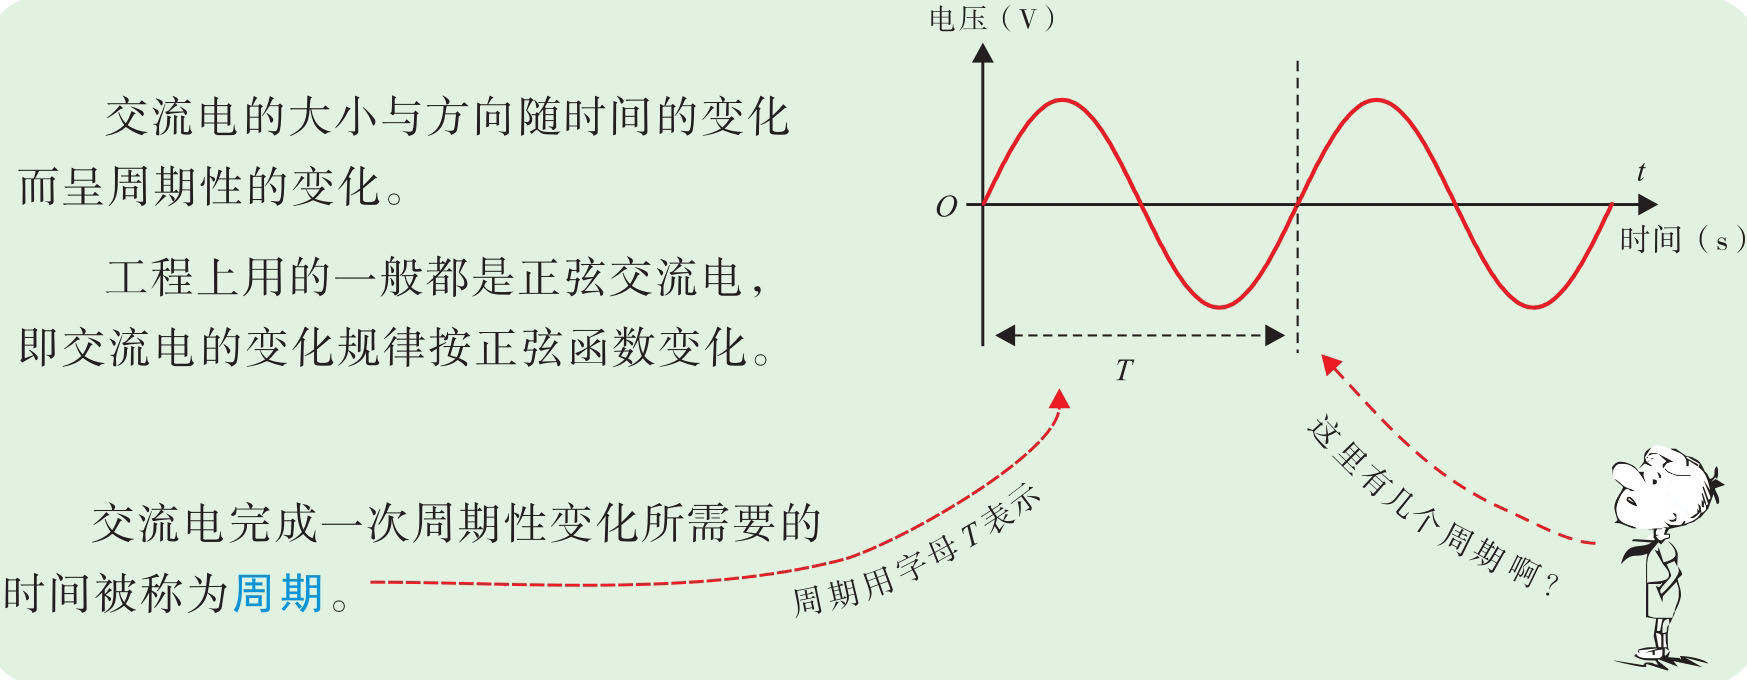 交流电的大小与方向随时间的变化
而呈周期性的变化。
工程上用的一般都是正弦交流电，
即交流电的变化规律按正弦函数变化。
交流电完成一次周期性变化所需要的
时间被称为周期。
周期用字母T表示
电压（V）
O
t
时间（s）
T
这里有几个周期啊？